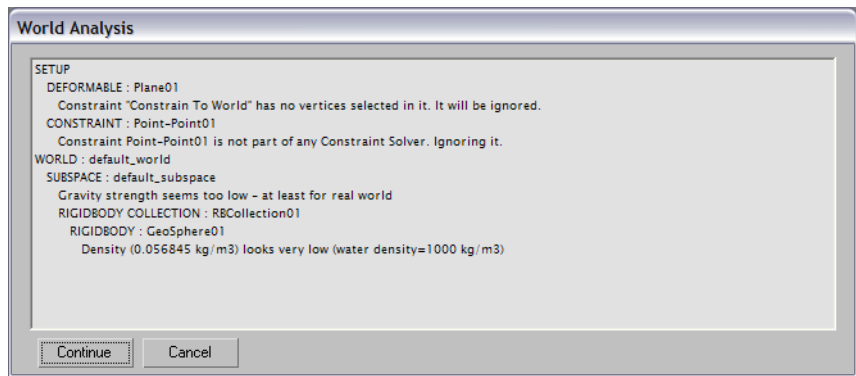 World Analysis
SETUP
DEFORMABLE : Plane01
Constraint "Constrain To World" has no vertices selected in it. It will be ignored.
CONSTRAINT : Point-Point01
Constraint Point-Point01 is not part of any Constraint Solver. Ignoring it.
WORLD : default_world
SUBSPACE : default_subspace
Gravity strength seems too low - at least for real world
RIGIDBODY COLLECTION : RBCollection01
RIGIDBODY : GeoSphere01
Density (0.056845 kg/m3) looks very low (water density=1000 kg/m3)
Continue
Cancel